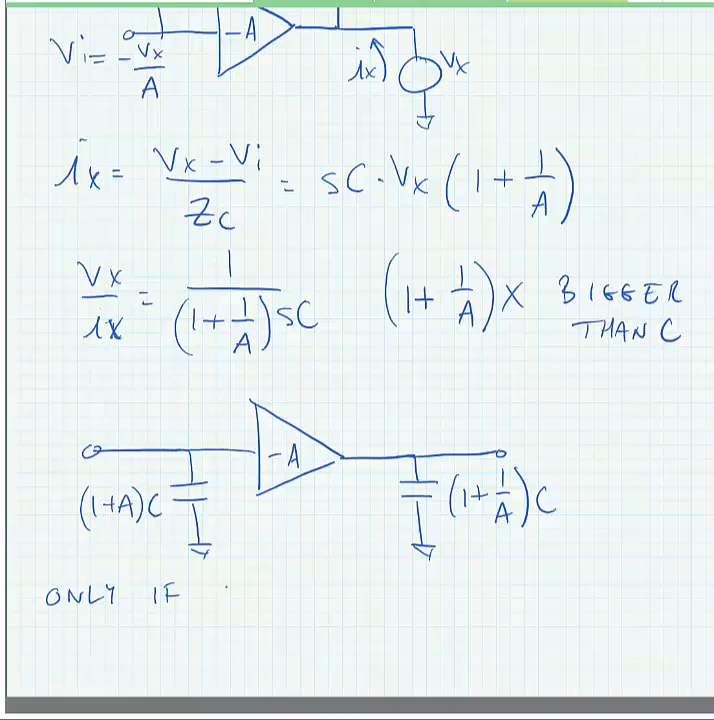 -A
Vi = -Vx/A
ix) Vx
ix = (Vx - Vi)/Zc = SC · Vx (1 + 1/A)
Vx/ix = 1/((1 + 1/A)SC) (1 + 1/A) X BIGGER
THAN C
-A
(1+A)C (1+1/A)C
ONLY IF